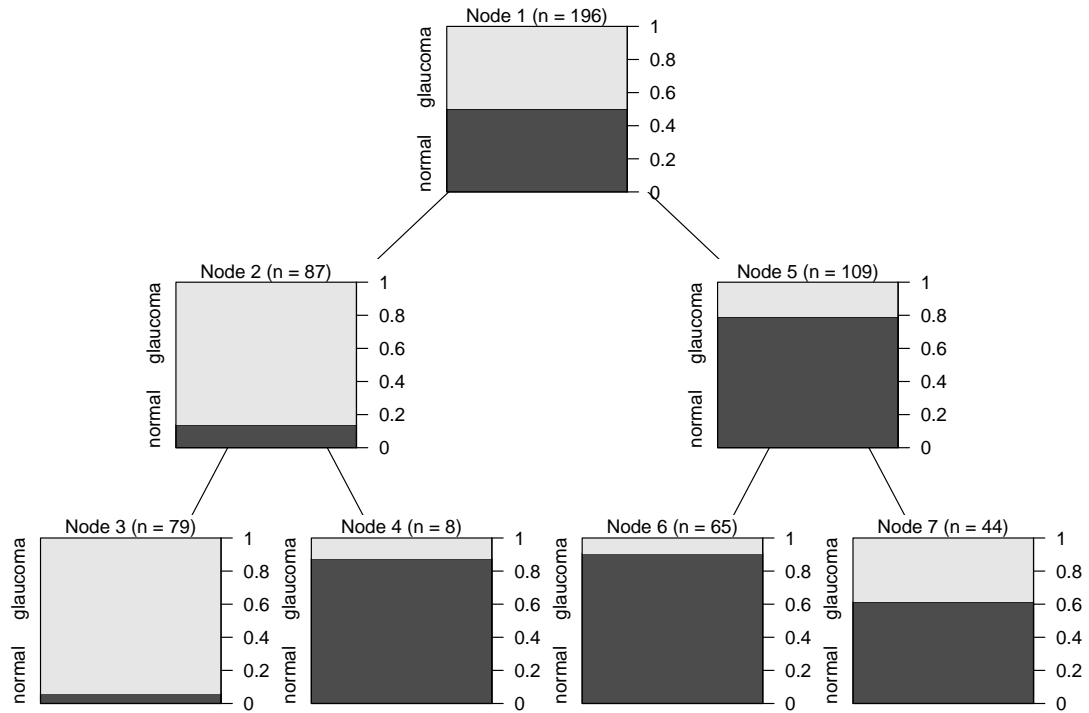 Node 1 (n = 196)
glaucoma
normal
1
0.8
0.6
0.4
0.2
0
Node 2 (n = 87)
glaucoma
normal
1
0.8
0.6
0.4
0.2
0
Node 5 (n = 109)
glaucoma
normal
1
0.8
0.6
0.4
0.2
0
Node 3 (n = 79)
glaucoma
normal
1
0.8
0.6
0.4
0.2
0
Node 4 (n = 8)
glaucoma
normal
1
0.8
0.6
0.4
0.2
0
Node 6 (n = 65)
glaucoma
normal
1
0.8
0.6
0.4
0.2
0
Node 7 (n = 44)
glaucoma
normal
1
0.8
0.6
0.4
0.2
0